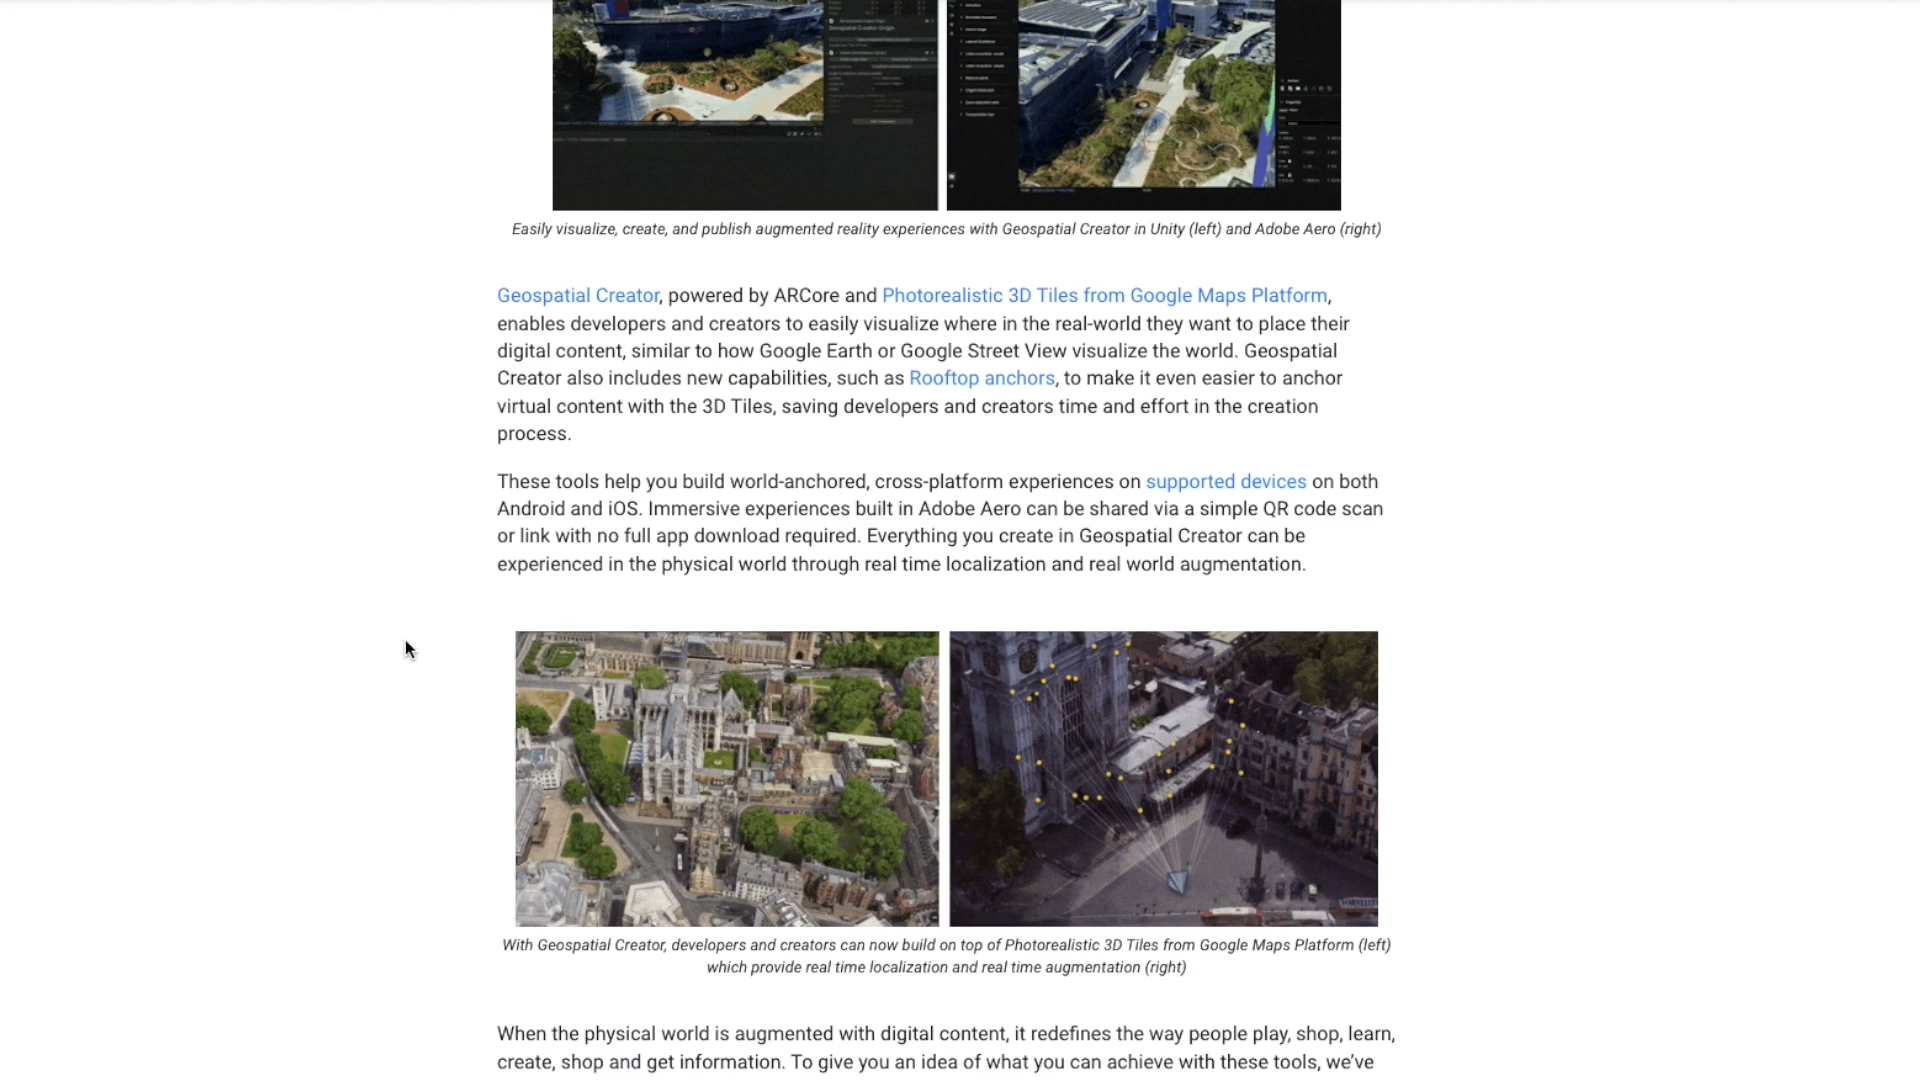 Geospatial Creator Origin
Easily visualize, create, and publish augmented reality experiences with Geospatial Creator in Unity (left) and Adobe Aero (right)
Geospatial Creator, powered by ARCore and Photorealistic 3D Tiles from Google Maps Platform,
enables developers and creators to easily visualize where in the real-world they want to place their
digital content, similar to how Google Earth or Google Street View visualize the world. Geospatial
Creator also includes new capabilities, such as Rooftop anchors, to make it even easier to anchor
virtual content with the 3D Tiles, saving developers and creators time and effort in the creation
process.
These tools help you build world-anchored, cross-platform experiences on supported devices on both
Android and iOS. Immersive experiences built in Adobe Aero can be shared via a simple QR code scan
or link with no full app download required. Everything you create in Geospatial Creator can be
experienced in the physical world through real time localization and real world augmentation.
With Geospatial Creator, developers and creators can now build on top of Photorealistic 3D Tiles from Google Maps Platform (left)
which provide real time localization and real time augmentation (right)
When the physical world is augmented with digital content, it redefines the way people play, shop, learn,
create, shop and get information. To give you an idea of what you can achieve with these tools, we’ve